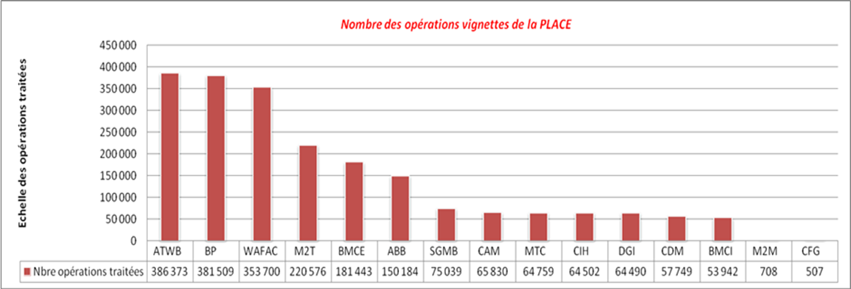 Nombre des opérations vignettes de la PLACE
Echelle des opérations traitées
450 000
400 000
350 000
300 000
250 000
200 000
150 000
100 000
50 000
0
ATWB BP WAFAC M2T BMCE ABB SGMB CAM MTC CIH DGI CDM BMCI M2M CFG
Nbre opérations traitées 386 373 381 509 353 700 220 576 181 443 150 184 75 039 65 830 64 759 64 502 64 490 57 749 53 942 708 507